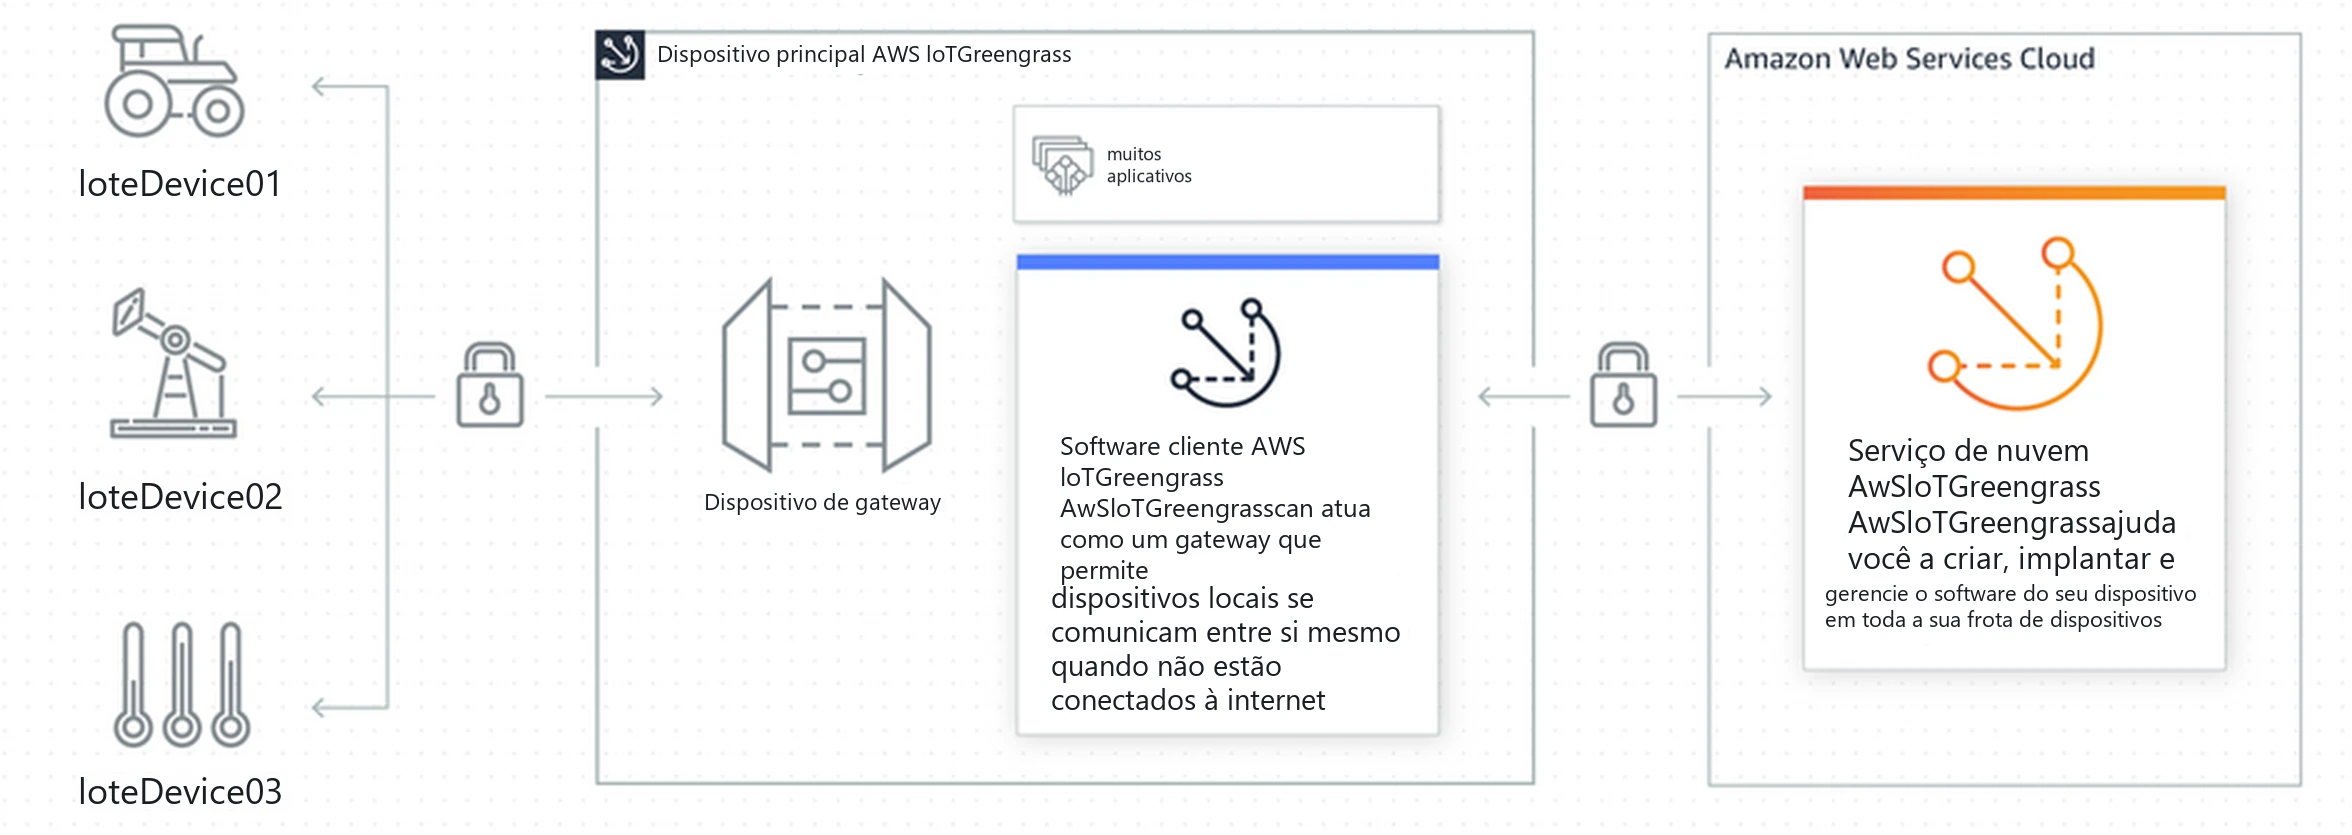 Dispositivo principal AWS loTGreengrass
Amazon Web Services Cloud
muitos
aplicativos
loteDevice01
loteDevice02
loteDevice03
Dispositivo de gateway
Software cliente AWS
loTGreengrass
AwSloTGreengrasscan atua
como um gateway que
permite
dispositivos locais se
comunicam entre si mesmo
quando não estão
conectados à internet
Serviço de nuvem
AwSloTGreengrass
AwSloTGreengrassajuda
você a criar, implantar e
gerencie o software do seu dispositivo
em toda a sua frota de dispositivos